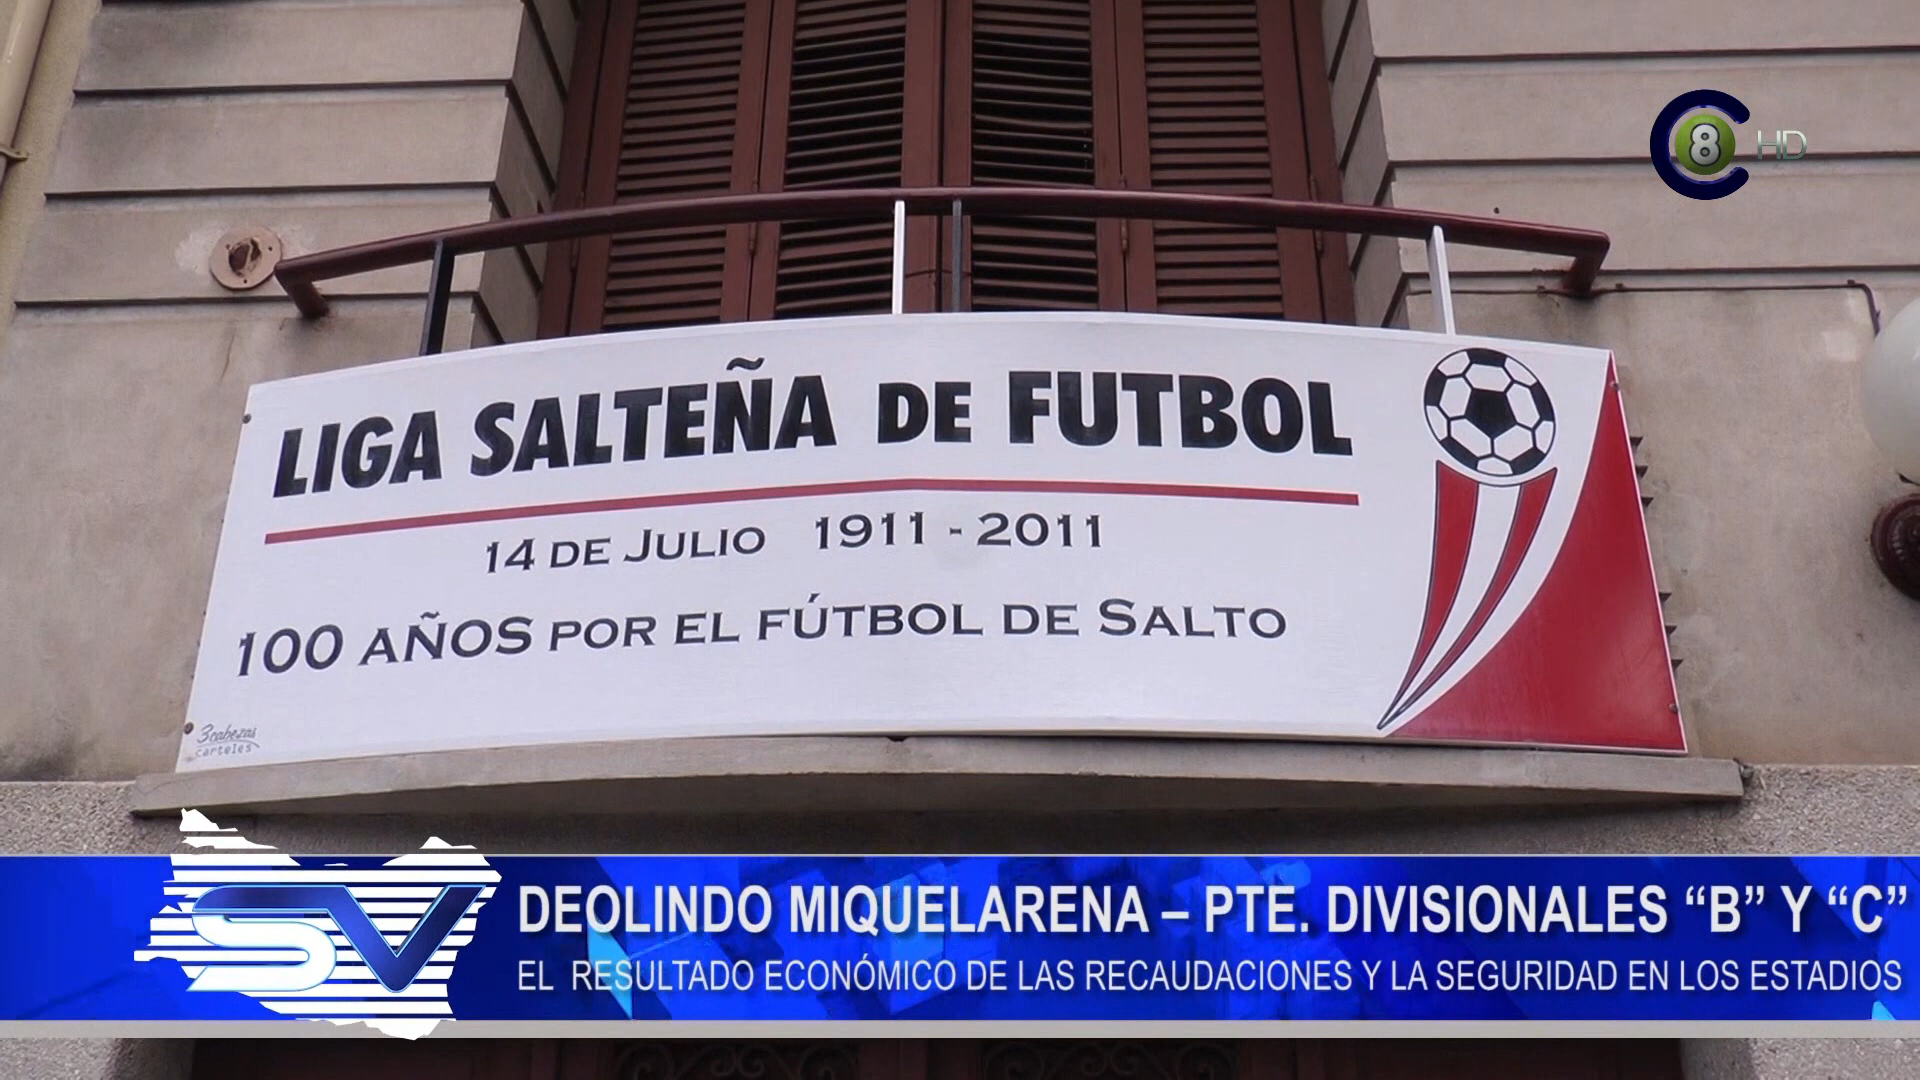 C 8 HD
LIGA SALTEÑA DE FUTBOL
14 DE JULIO 1911 - 2011
100 AÑOS POR EL FÚTBOL DE SALTO
3cabezas
carteles
SV
DEOLINDO MIQUELARENA – PTE. DIVISIONALES “B” Y “C”
EL RESULTADO ECONÓMICO DE LAS RECAUDACIONES Y LA SEGURIDAD EN LOS ESTADIOS